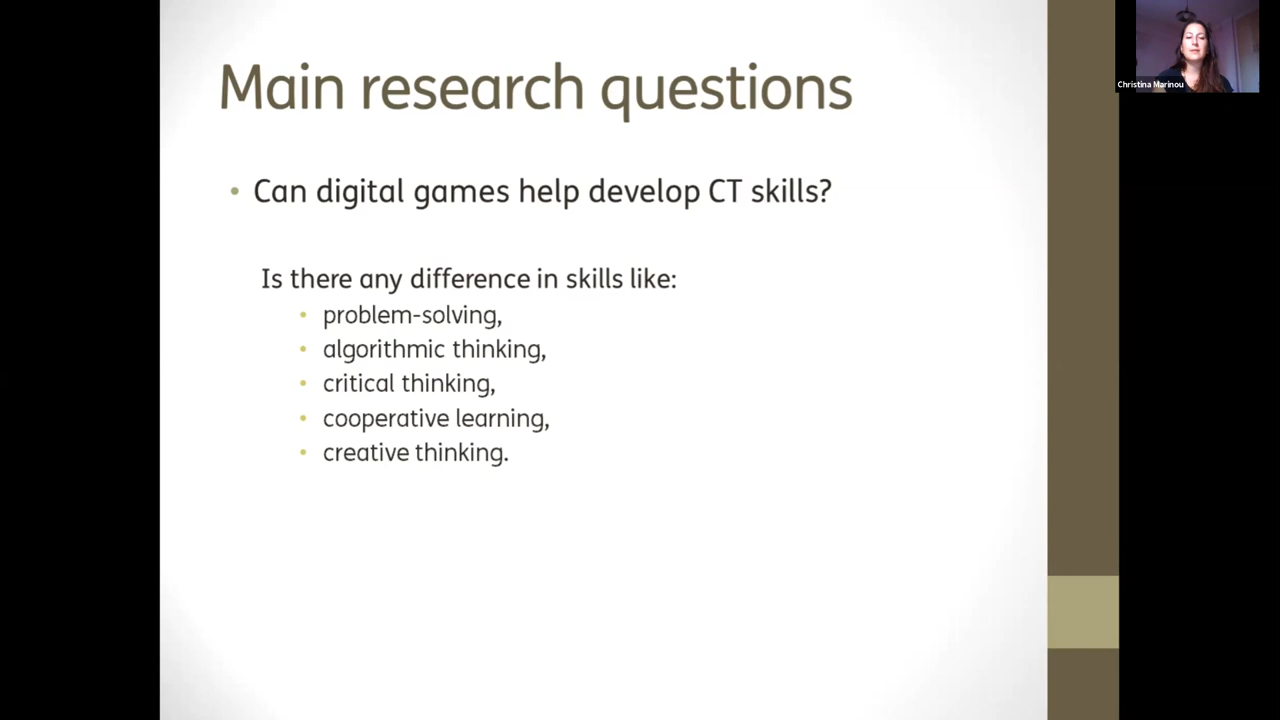 Main research questions
• Can digital games help develop CT skills?
Is there any difference in skills like:
• problem-solving,
• algorithmic thinking,
• critical thinking,
• cooperative learning,
• creative thinking.
Christina Marinou